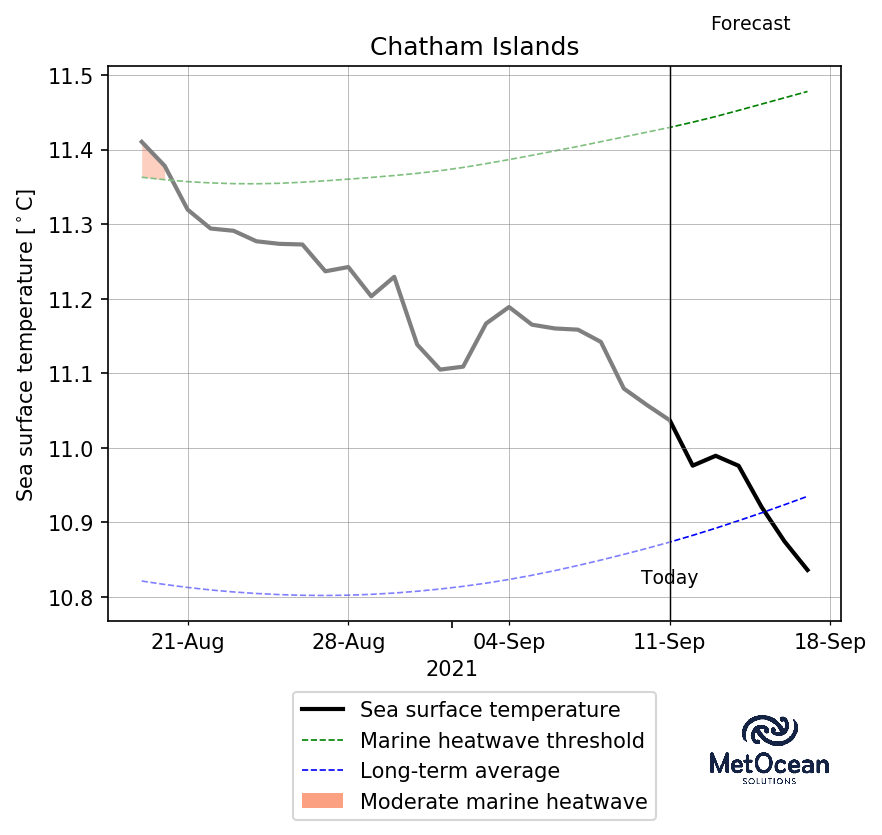 Forecast
Chatham Islands
Sea surface temperature [°C]
11.5
11.4
11.3
11.2
11.1
11.0
10.9
10.8
Today
21-Aug 28-Aug 04-Sep 11-Sep 18-Sep
2021
Sea surface temperature
Marine heatwave threshold
Long-term average
Moderate marine heatwave
MetOcean
SOLUTIONS